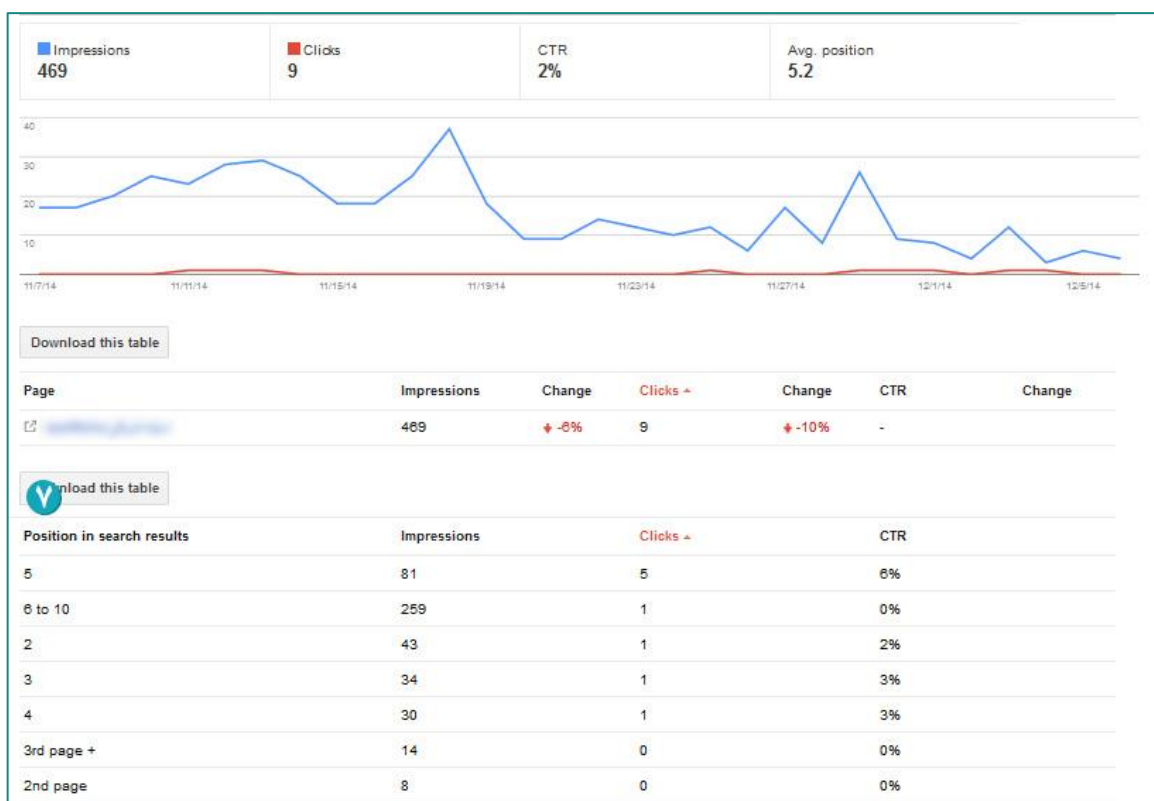 Impressions Clicks CTR Avg. position
469 9 2% 5.2
40
30
20
10
11/7/14 11/11/14 11/15/14 11/19/14 11/23/14 11/27/14 12/1/14 12/5/14
Download this table
Page Impressions Change Clicks Change CTR Change
469 -6% 9 -10% -
۷ nload this table
Position in search results Impressions Clicks CTR
5 81 5 6%
6 to 10 259 1 0%
2 43 1 2%
3 34 1 3%
4 30 1 3%
3rd page + 14 0 0%
2nd page 8 0 0%